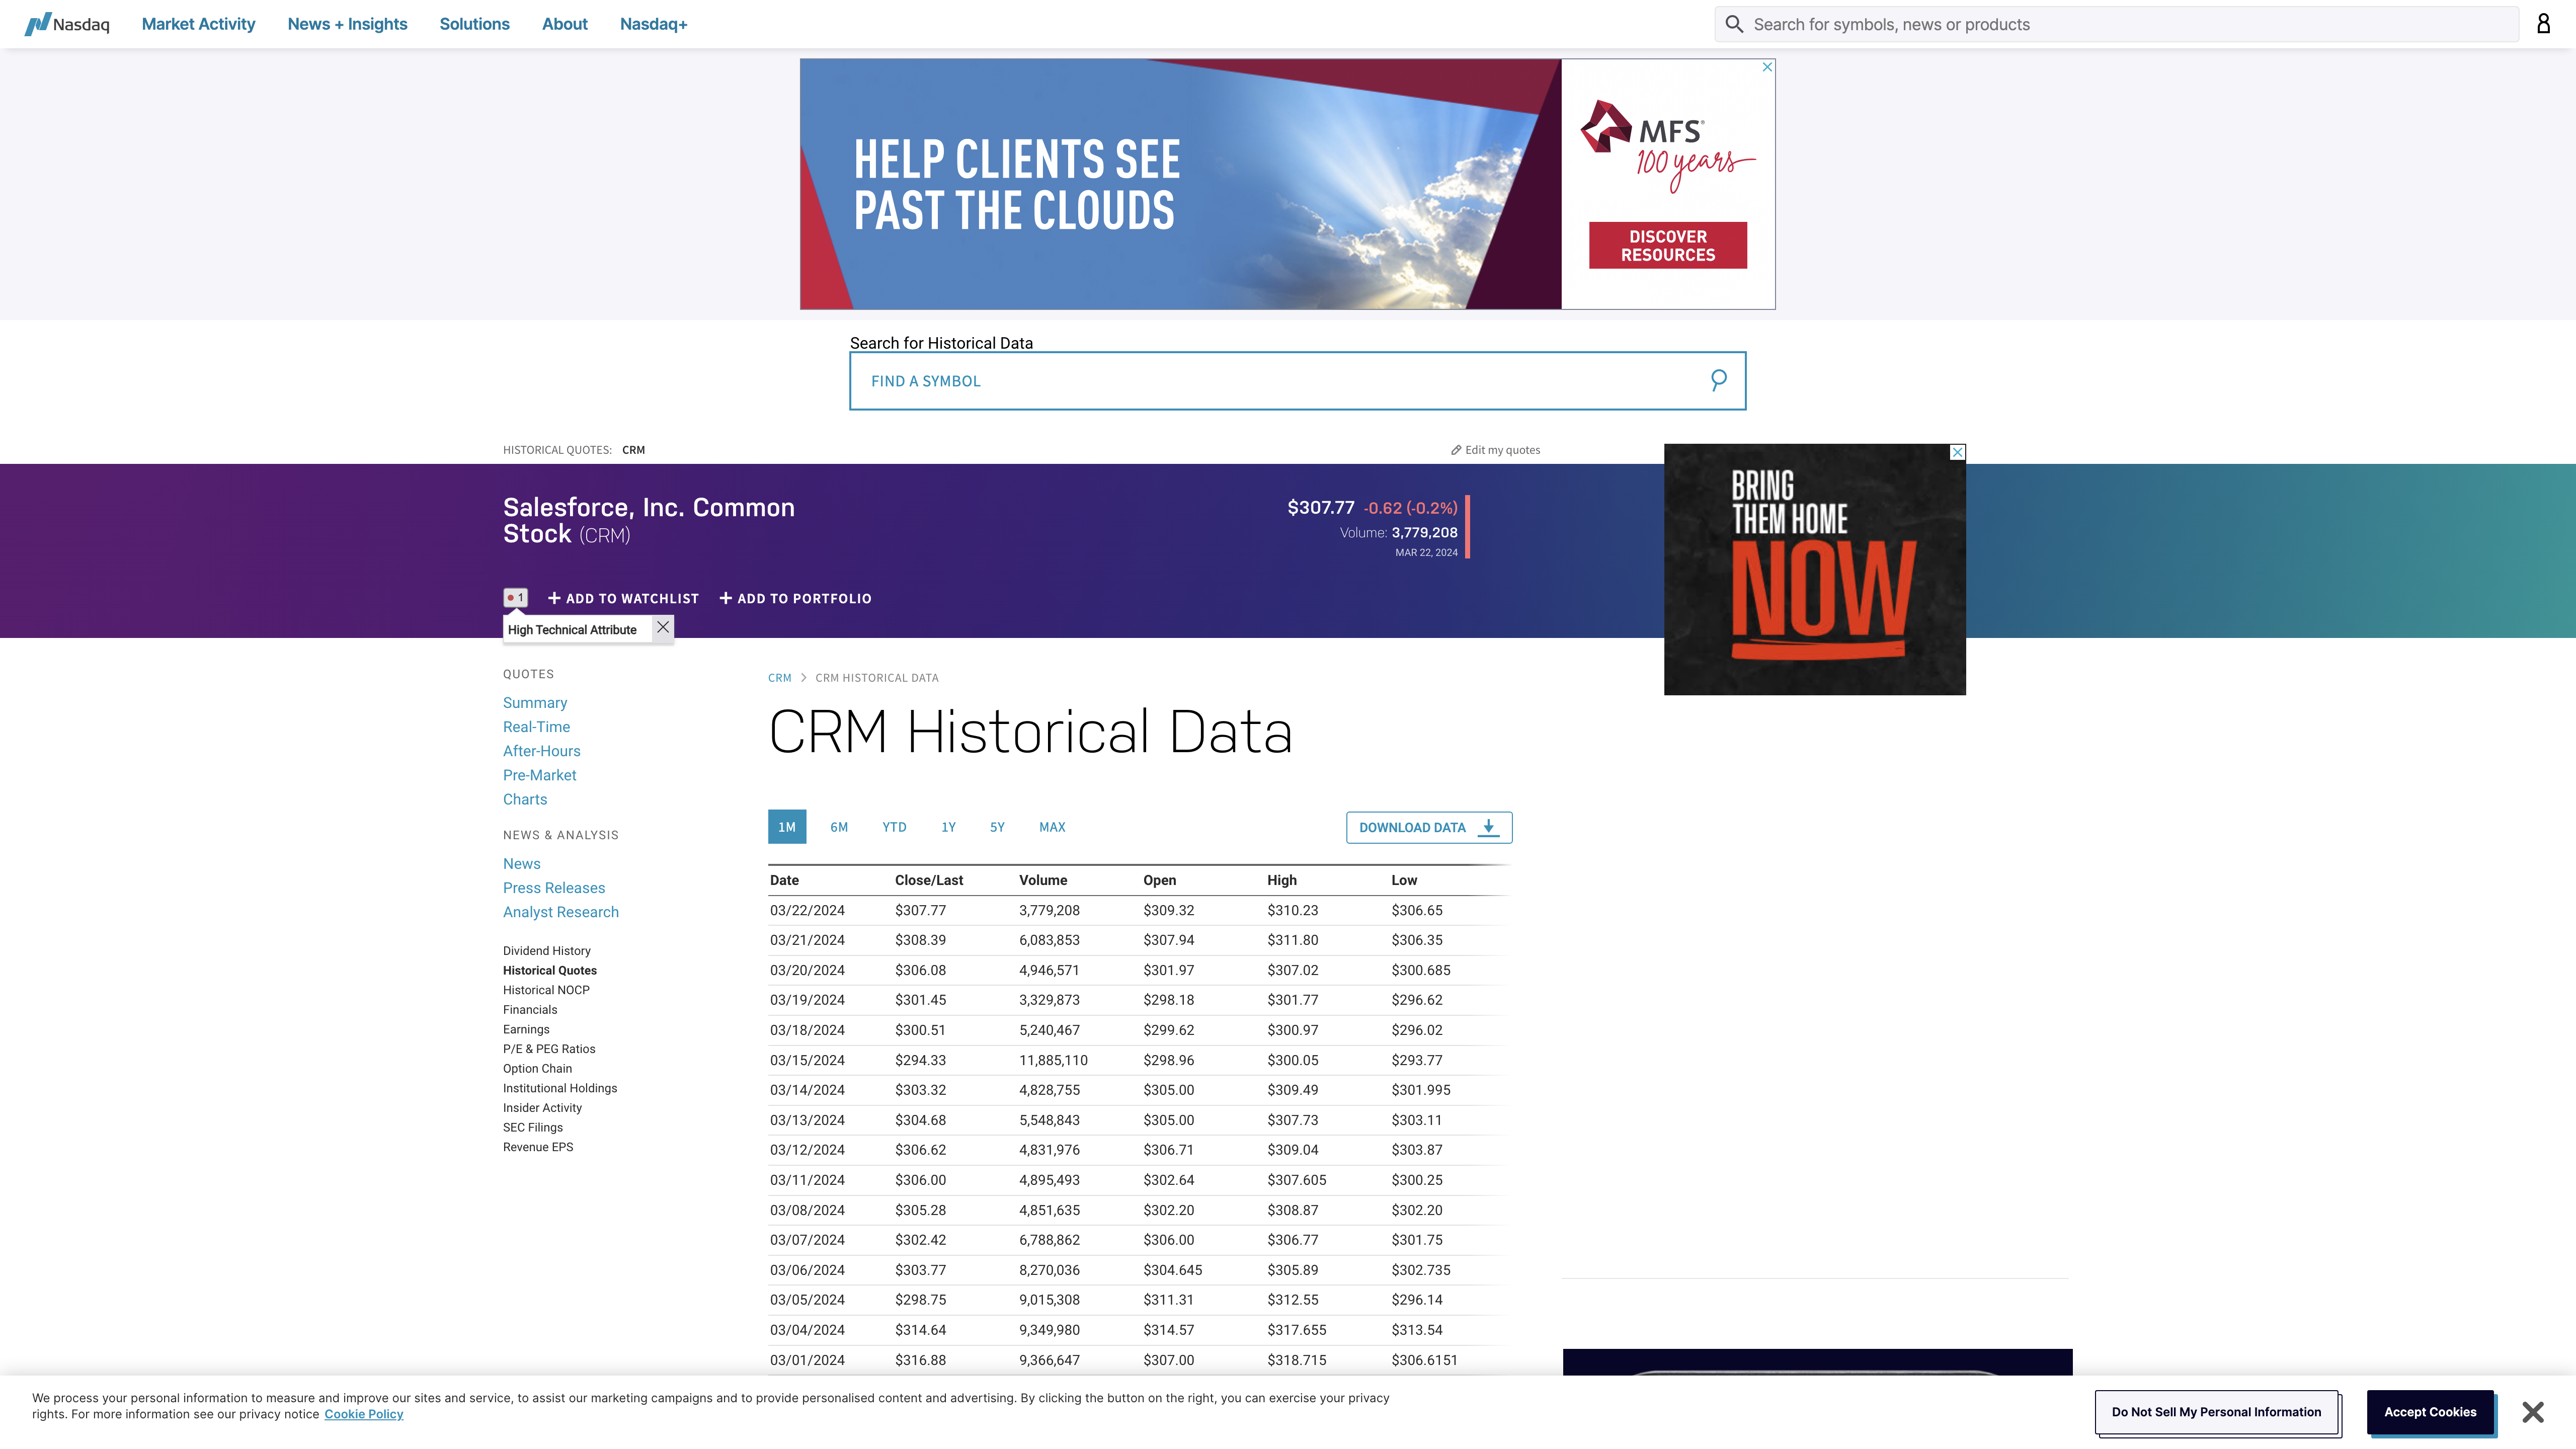 Nasdaq
Market Activity
News + Insights
Solutions
About
Nasdaq+
Search for symbols, news or products
HELP CLIENTS SEE
PAST THE CLOUDS
MFS®
100 years
DISCOVER
RESOURCES
Search for Historical Data
FIND A SYMBOL
HISTORICAL QUOTES: CRM
Edit my quotes
Salesforce, Inc. Common
Stock (CRM)
$307.77 -0.62 (-0.2%)
Volume: 3,779,208
MAR 22, 2024
1
ADD TO WATCHLIST
ADD TO PORTFOLIO
High Technical Attribute
BRING
THEM HOME
NOW
QUOTES
Summary
Real-Time
After-Hours
Pre-Market
Charts
NEWS & ANALYSIS
News
Press Releases
Analyst Research
Dividend History
Historical Quotes
Historical NOCP
Financials
Earnings
P/E & PEG Ratios
Option Chain
Institutional Holdings
Insider Activity
SEC Filings
Revenue EPS
CRM > CRM HISTORICAL DATA
CRM Historical Data
1M 6M YTD 1Y 5Y MAX
DOWNLOAD DATA
Date Close/Last Volume Open High Low
03/22/2024 $307.77 3,779,208 $309.32 $310.23 $306.65
03/21/2024 $308.39 6,083,853 $307.94 $311.80 $306.35
03/20/2024 $306.08 4,946,571 $301.97 $307.02 $300.685
03/19/2024 $301.45 3,329,873 $298.18 $301.77 $296.62
03/18/2024 $300.51 5,240,467 $299.62 $300.97 $296.02
03/15/2024 $294.33 11,885,110 $298.96 $300.05 $293.77
03/14/2024 $303.32 4,828,755 $305.00 $309.49 $301.995
03/13/2024 $304.68 5,548,843 $305.00 $307.73 $303.11
03/12/2024 $306.62 4,831,976 $306.71 $309.04 $303.87
03/11/2024 $306.00 4,895,493 $302.64 $307.605 $300.25
03/08/2024 $305.28 4,851,635 $302.20 $308.87 $302.20
03/07/2024 $302.42 6,788,862 $306.00 $306.77 $301.75
03/06/2024 $303.77 8,270,036 $304.645 $305.89 $302.735
03/05/2024 $298.75 9,015,308 $311.31 $312.55 $296.14
03/04/2024 $314.64 9,349,980 $314.57 $317.655 $313.54
03/01/2024 $316.88 9,366,647 $307.00 $318.715 $306.6151
We process your personal information to measure and improve our sites and service, to assist our marketing campaigns and to provide personalised content and advertising. By clicking the button on the right, you can exercise your privacy
rights. For more information see our privacy notice Cookie Policy
Do Not Sell My Personal Information
Accept Cookies